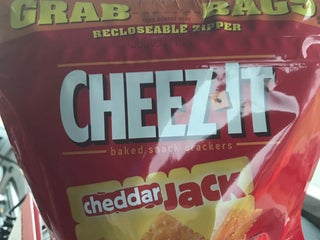 GRAB BAGS
RECLOSEABLE ZIPPER
CHEEZ-IT
baked snack crackers
cheddar Jack